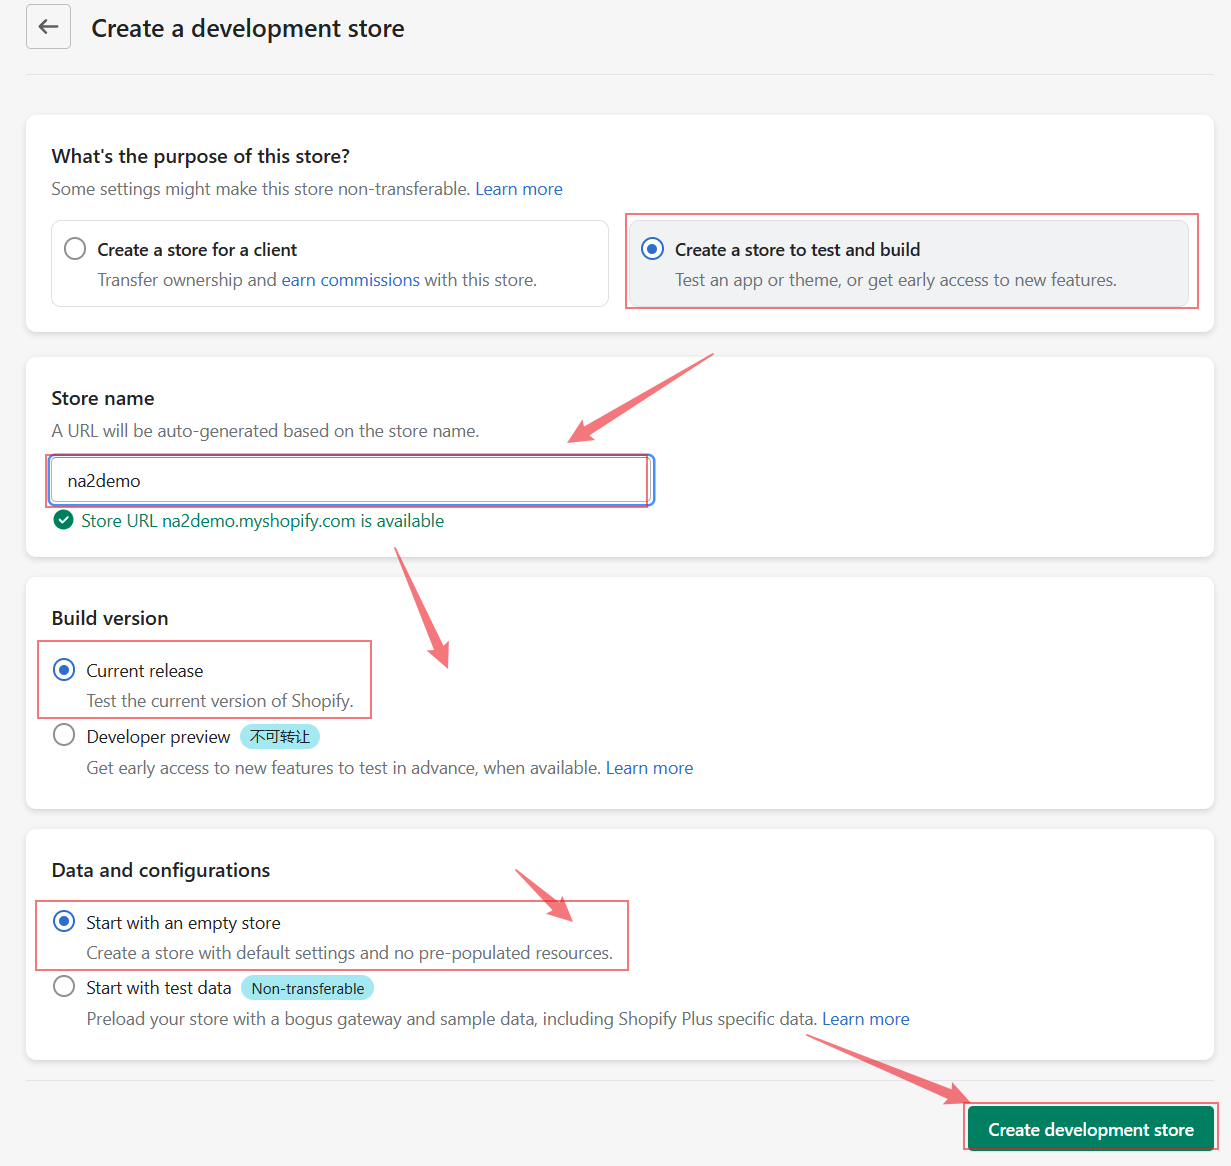 Create a development store
What's the purpose of this store?
Some settings might make this store non-transferable. Learn more
Create a store for a client
Transfer ownership and earn commissions with this store.
Create a store to test and build
Test an app or theme, or get early access to new features.
Store name
A URL will be auto-generated based on the store name.
na2demo
Store URL na2demo.myshopify.com is available
Build version
Current release
Test the current version of Shopify.
Developer preview 不可转让
Get early access to new features to test in advance, when available. Learn more
Data and configurations
Start with an empty store
Create a store with default settings and no pre-populated resources.
Start with test data Non-transferable
Preload your store with a bogus gateway and sample data, including Shopify Plus specific data. Learn more
Create development store